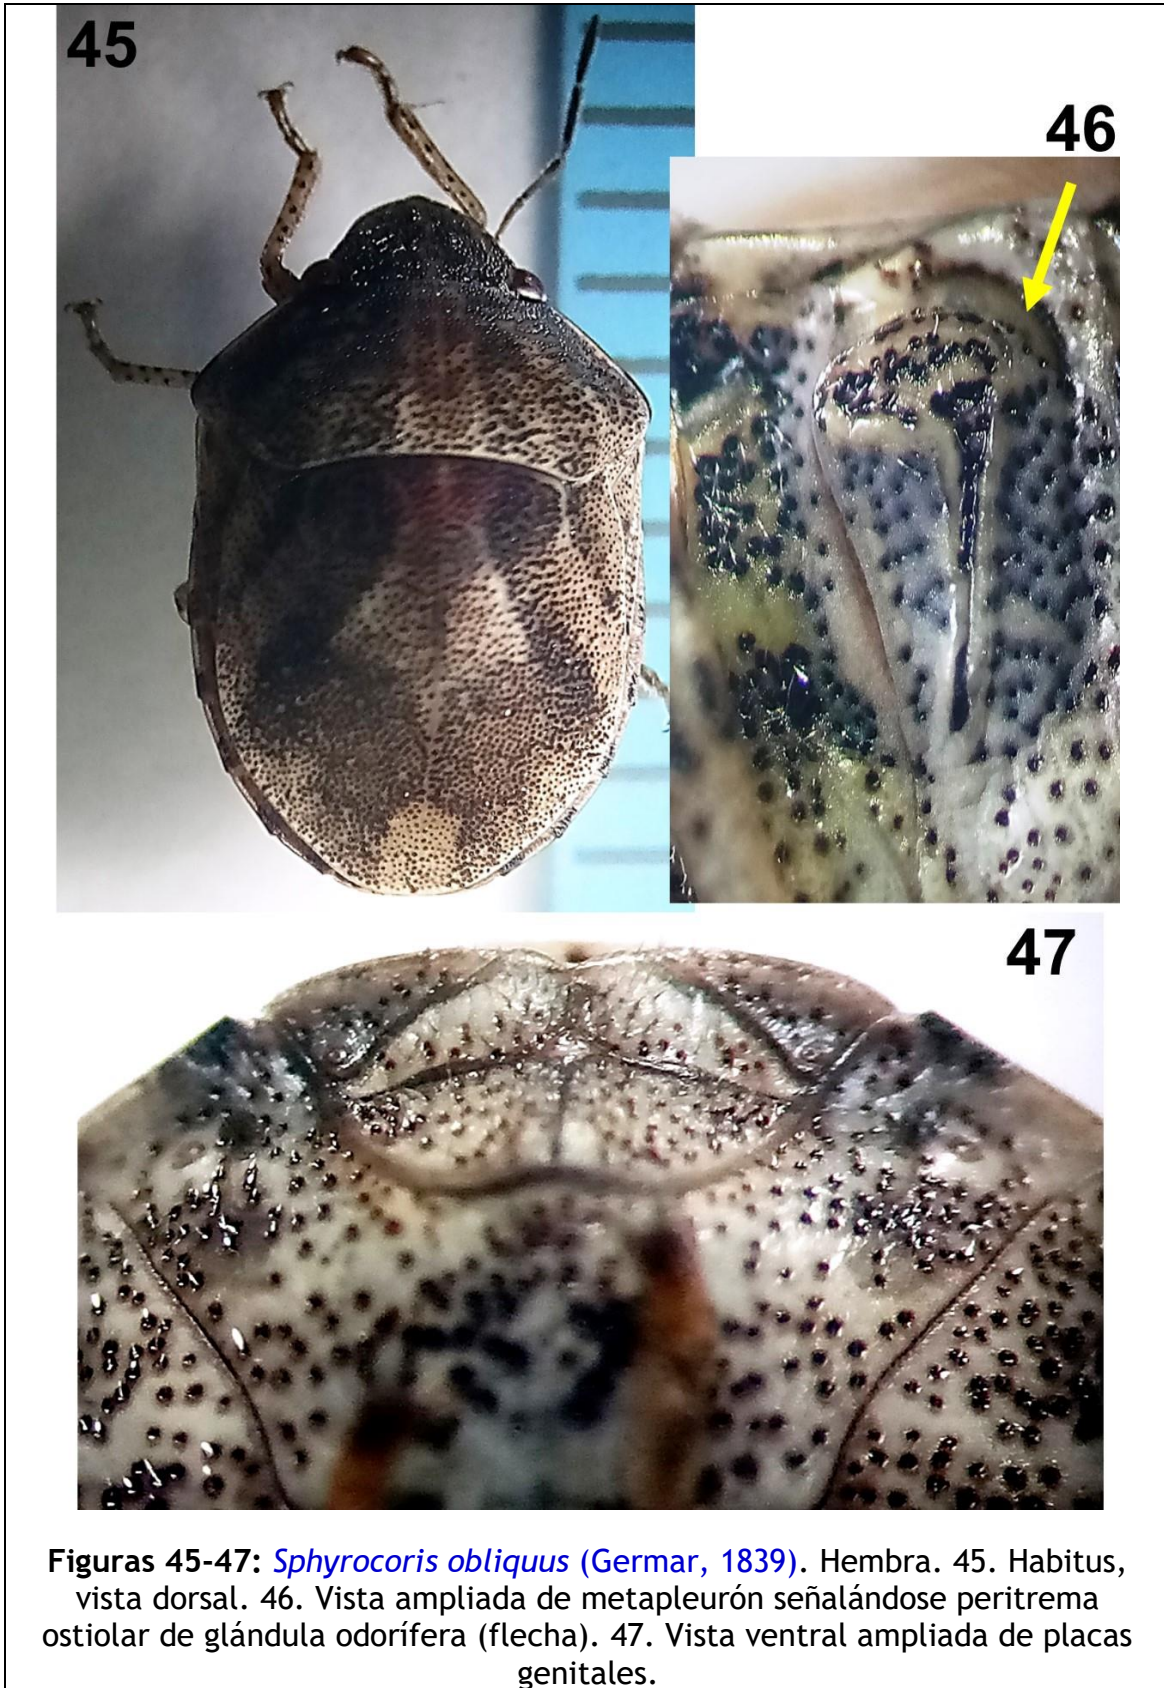 45
46
47
Figuras 45-47: Sphyrocoris obliquus (Germar, 1839). Hembra. 45. Habitus,
vista dorsal. 46. Vista ampliada de metapleurón señalándose peritrema
ostiolar de glándula odorífera (flecha). 47. Vista ventral ampliada de placas
genitales.